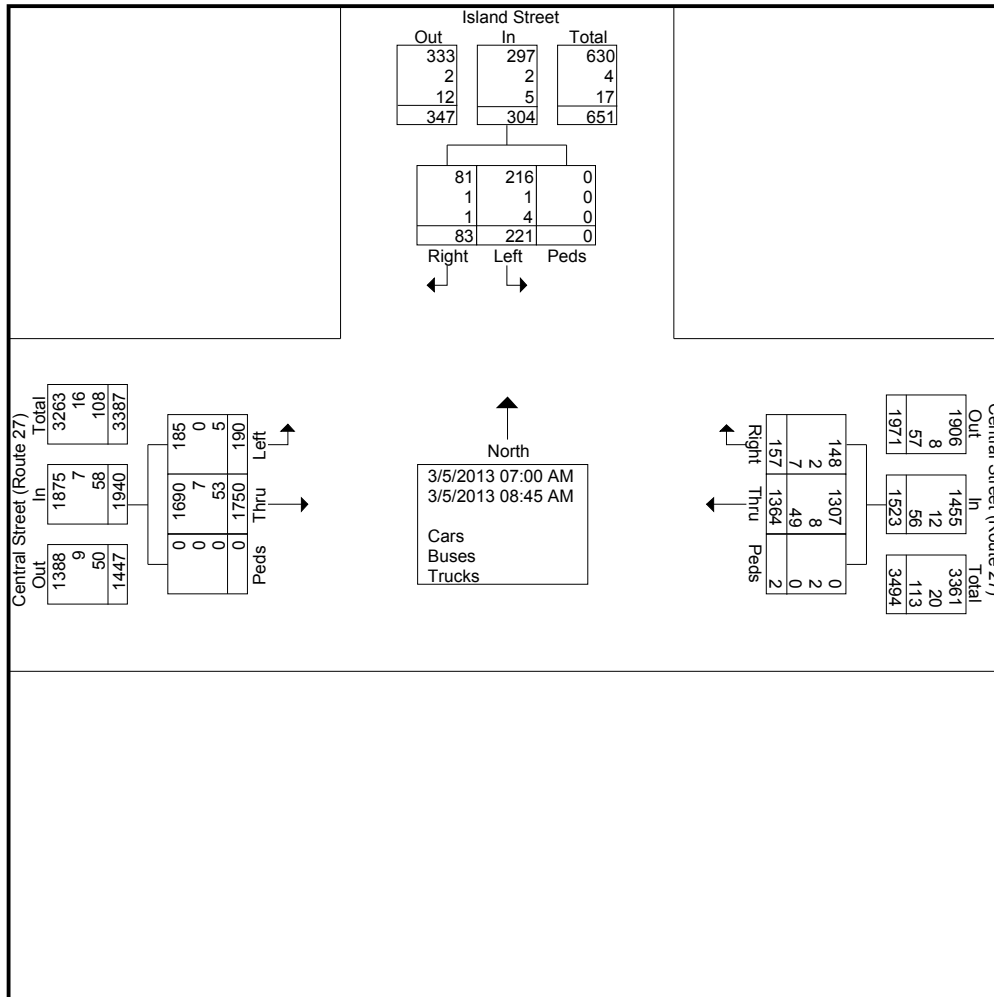 Island Street
Out In Total
333 297 630
2 2 4
12 5 17
347 304 651
81 216 0
1 1 0
1 4 0
83 221 0
Right Left Peds
Central Street (Route 27)
Total In Out
3263 1875 1388
16 7 9
108 58 50
3387 1940 1447
185 1690 0
0 7 0
5 53 0
190 1750 0
Left Thru Peds
North
3/5/2013 07:00 AM
3/5/2013 08:45 AM
Cars
Buses
Trucks
Right Thru Peds
157 1364 2
7 49 0
2 8 2
148 1307 0
Central Street (Route 27)
Out In Total
1906 1455 3361
8 12 20
57 56 113
1971 1523 3494